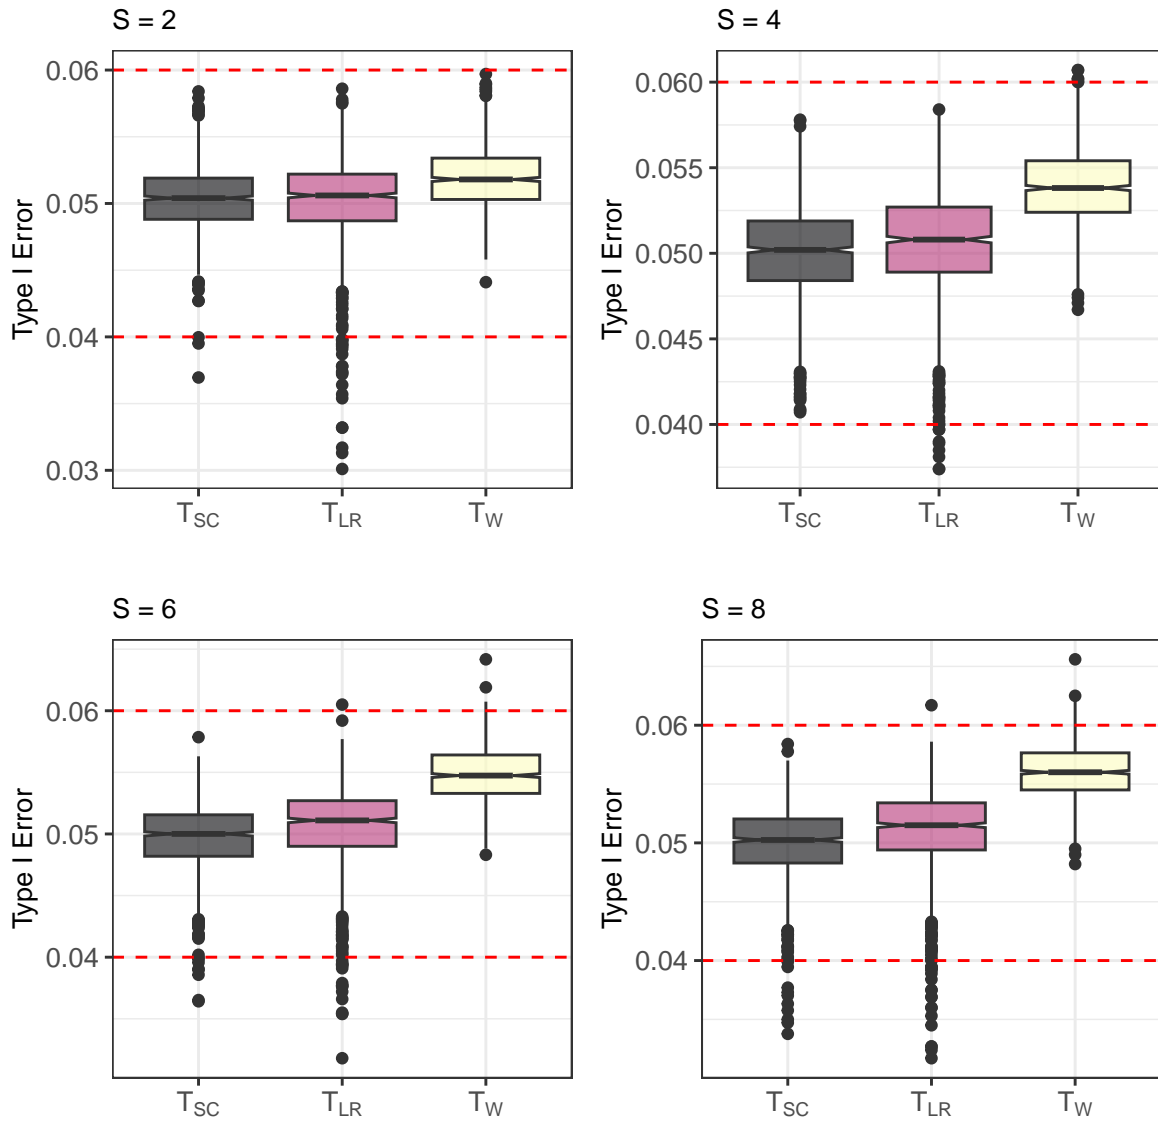 S = 2
Type I Error
0.06
0.05
0.04
0.03
T_SC T_LR T_W
S = 4
Type I Error
0.060
0.055
0.050
0.045
0.040
T_SC T_LR T_W
S = 6
Type I Error
0.06
0.05
0.04
T_SC T_LR T_W
S = 8
Type I Error
0.06
0.05
0.04
T_SC T_LR T_W